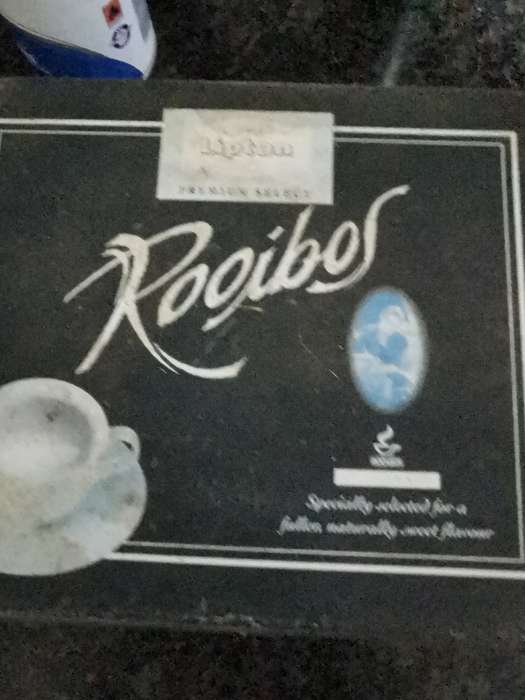 Lipton
PREMIUM SELECT
Rooibos
Specially selected for a
fuller, naturally sweet flavour